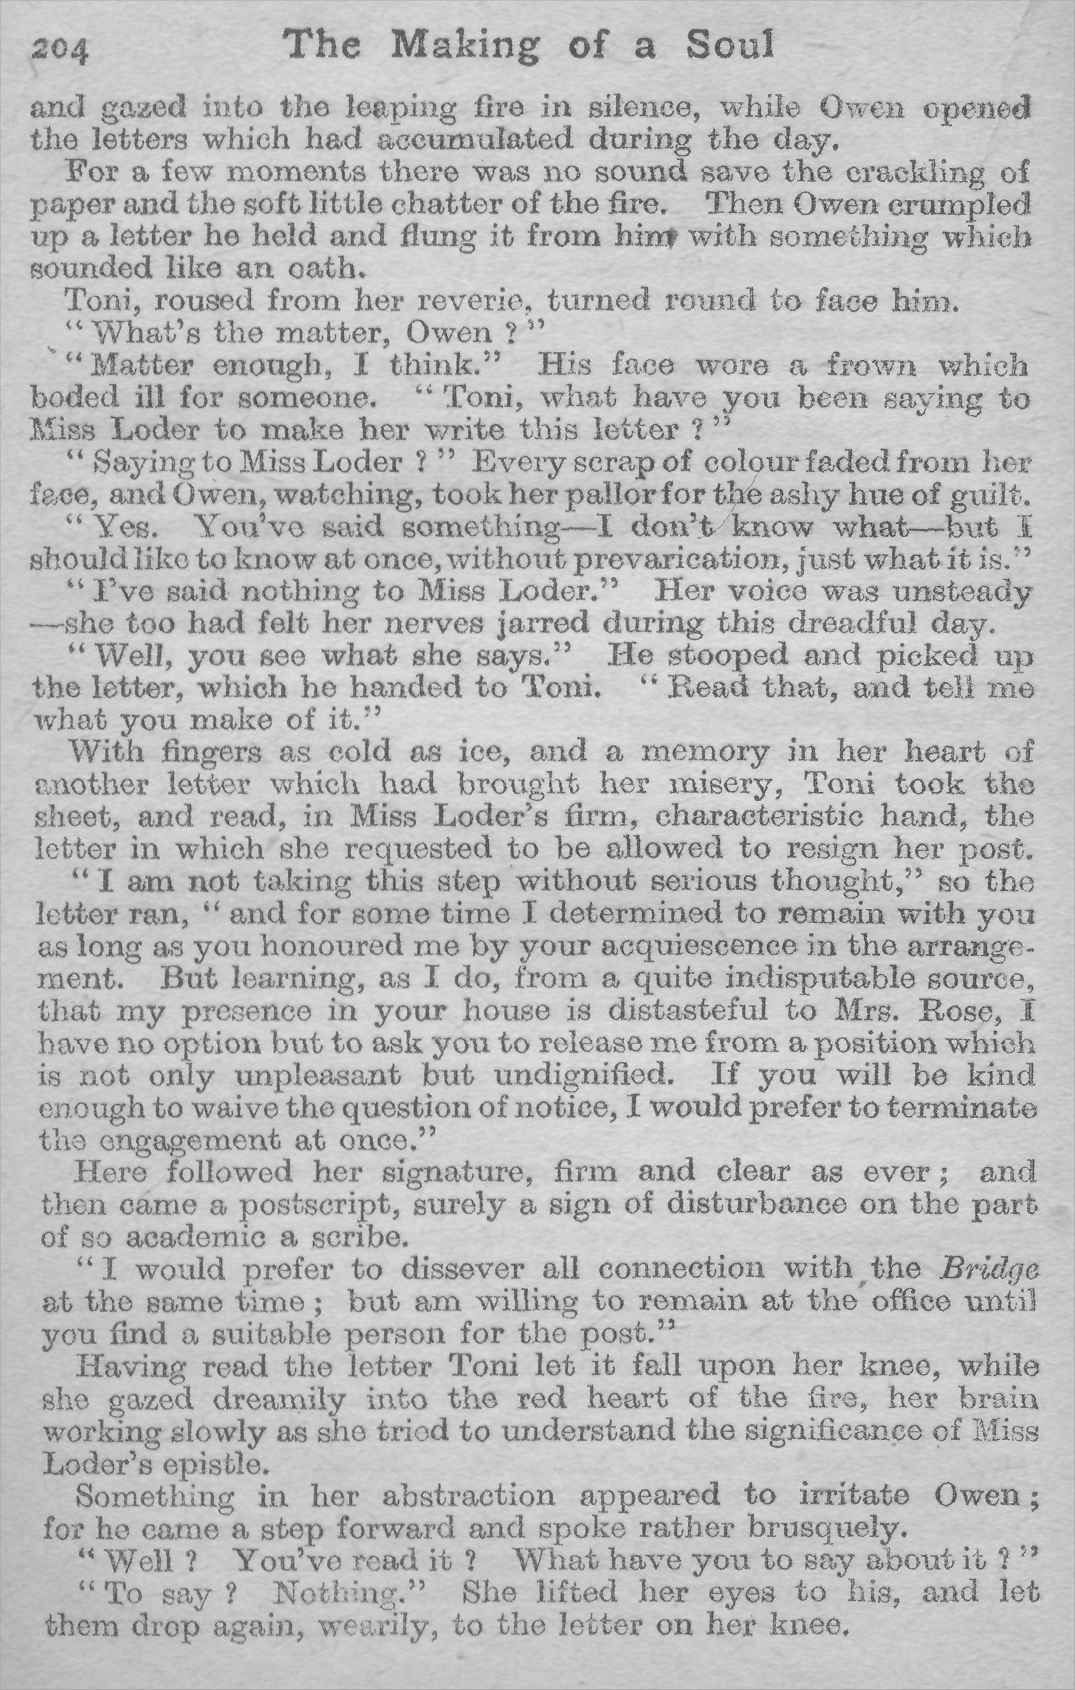 204 The Making of a Soul
and gazed into the leaping fire in silence, while Owen opened
the letters which had accumulated during the day.
For a few moments there was no sound save the crackling of
paper and the soft little chatter of the fire. Then Owen crumpled
up a letter he held and flung it from him with something which
sounded like an oath.
Toni, roused from her reverie, turned round to face him.
“What’s the matter, Owen ?”
“Matter enough, I think.” His face wore a frown which
boded ill for someone. “Toni, what have you been saying to
Miss Loder to make her write this letter ?”
“Saying to Miss Loder ?” Every scrap of colour faded from her
face, and Owen, watching, took her pallor for the ashy hue of guilt.
“Yes. You’ve said something—I don’t know what—but I
should like to know at once, without prevarication, just what it is.”
“I’ve said nothing to Miss Loder.” Her voice was unsteady
—she too had felt her nerves jarred during this dreadful day.
“Well, you see what she says.” He stooped and picked up
the letter, which he handed to Toni. “Read that, and tell me
what you make of it.”
With fingers as cold as ice, and a memory in her heart of
another letter which had brought her misery, Toni took the
sheet, and read, in Miss Loder’s firm, characteristic hand, the
letter in which she requested to be allowed to resign her post.
“I am not taking this step without serious thought,” so the
letter ran, “and for some time I determined to remain with you
as long as you honoured me by your acquiescence in the arrange-
ment. But learning, as I do, from a quite indisputable source,
that my presence in your house is distasteful to Mrs. Rose, I
have no option but to ask you to release me from a position which
is not only unpleasant but undignified. If you will be kind
enough to waive the question of notice, I would prefer to terminate
the engagement at once.”
Here followed her signature, firm and clear as ever ; and
then came a postscript, surely a sign of disturbance on the part
of so academic a scribe.
“I would prefer to dissever all connection with the Bridge
at the same time ; but am willing to remain at the office until
you find a suitable person for the post.”
Having read the letter Toni let it fall upon her knee, while
she gazed dreamily into the red heart of the fire, her brain
working slowly as she tried to understand the significance of Miss
Loder’s epistle.
Something in her abstraction appeared to irritate Owen ;
for he came a step forward and spoke rather brusquely.
“Well ? You’ve read it ? What have you to say about it ?”
“To say ? Nothing.” She lifted her eyes to his, and let
them drop again, wearily, to the letter on her knee.